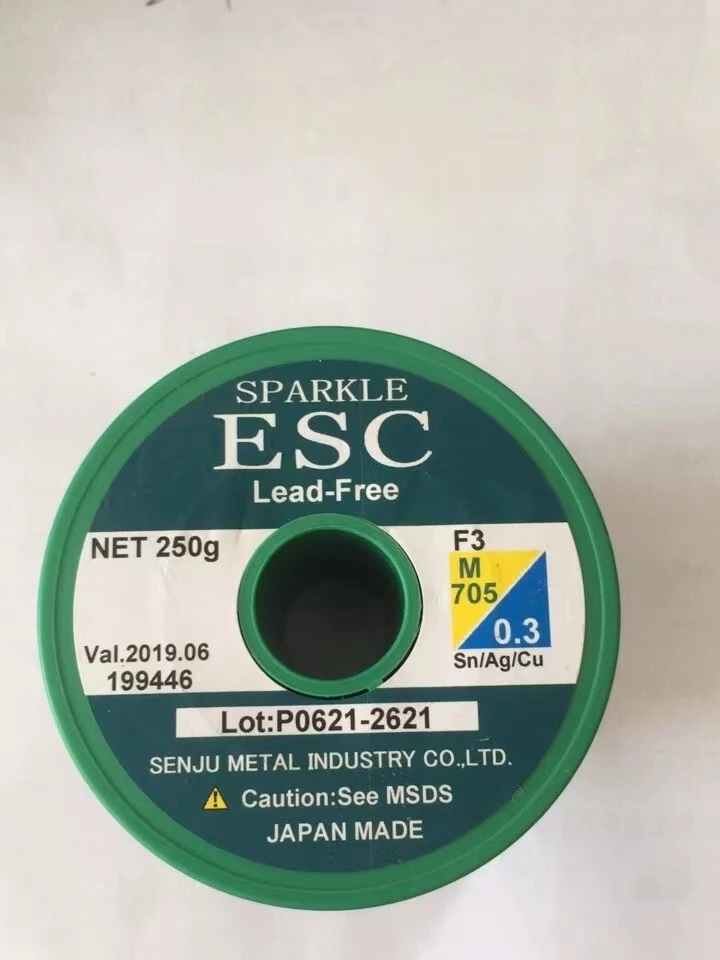 SPARKLE
ESC
Lead-Free
NET 250g
F3
M
705
0.3
Sn/Ag/Cu
Val.2019.06
199446
Lot:P0621-2621
SENJU METAL INDUSTRY CO.,LTD.
Caution:See MSDS
JAPAN MADE